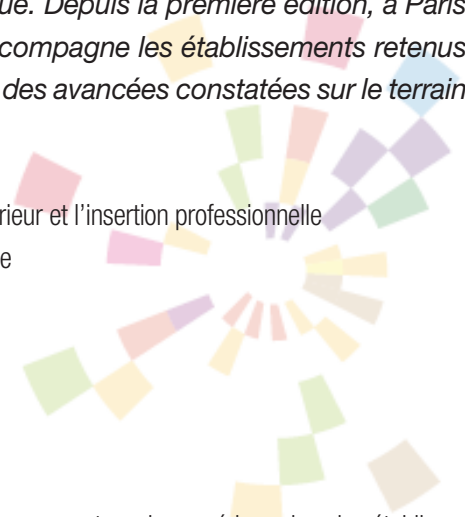 ue. Depuis la première édition, à Paris
compagne les établissements retenus
des avancées constatées sur le terrain
rieur et l'insertion professionnelle
e